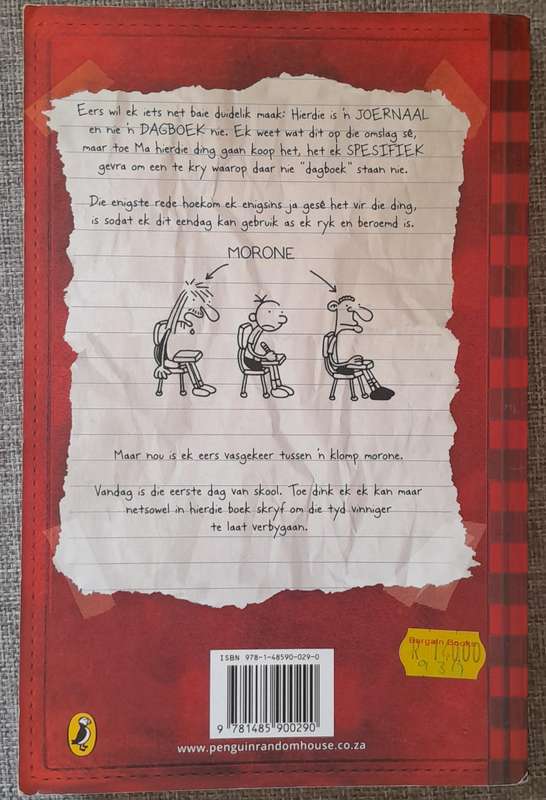 Eers wil ek iets net baie duidelik maak: Hierdie is 'n JOERNAAL
en nie 'n DAGBOEK nie. Ek weet wat dit op die omslag sê,
maar toe Ma hierdie ding gaan koop het, het ek SPESIFIEK
gevra om een te kry waarop daar nie "dagboek" staan nie.
Die enigste rede hoekom ek enigsins ja gesê het vir die ding,
is sodat ek dit eendag kan gebruik as ek ryk en beroemd is.
MORONE
Maar nou is ek eers vasgekeer tussen 'n klomp morone.
Vandag is die eerste dag van skool. Toe dink ek ek kan maar
netsowel in hierdie boek skryf om die tyd vinniger
te laat verbygaan.
Bargain Books
R 140,00
939
ISBN 978-1-48590-029-0
9 781485 900290
www.penguinrandomhouse.co.za